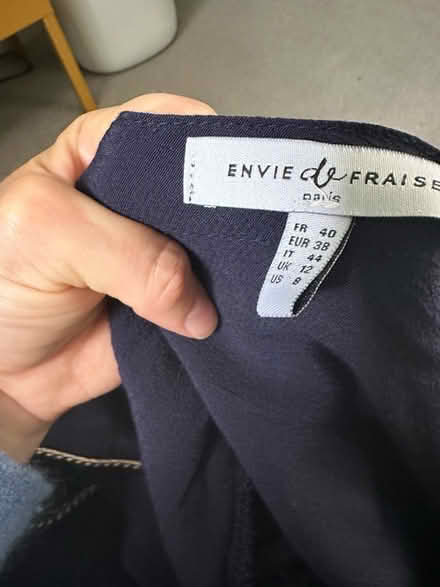 ENVIE de FRAISE
paris
FR 40
EUR 38
IT 44
UK 12
US 8